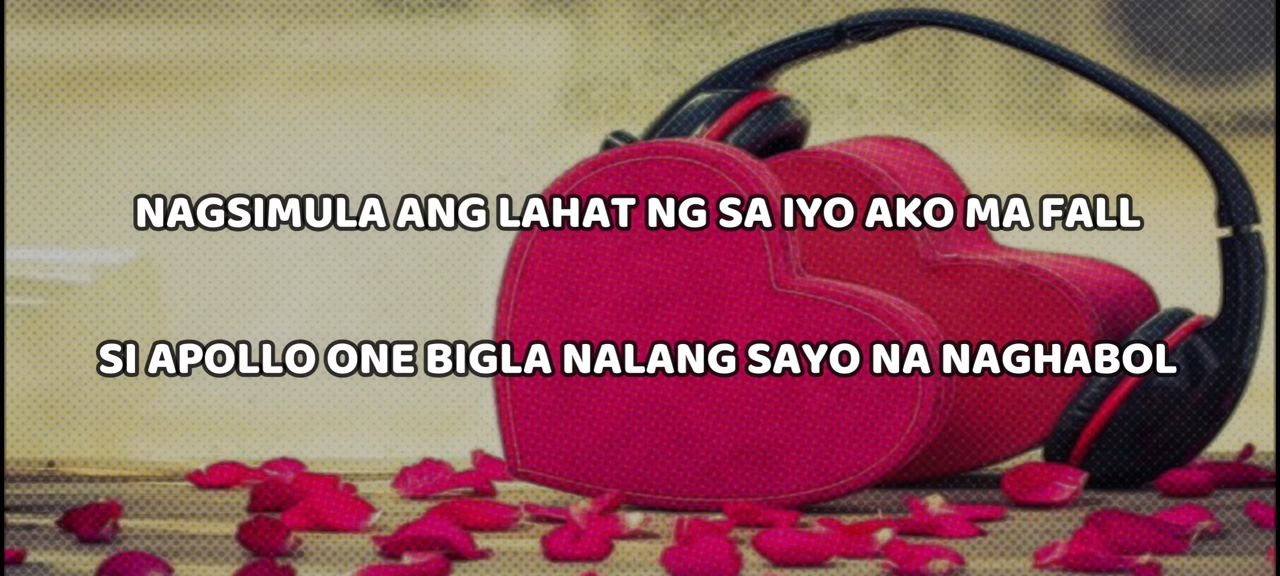 NAGSIMULA ANG LAHAT NG SA IYO AKO MA FALL
SI APOLLO ONE BIGLA NALANG SAYO NA NAGHABOL